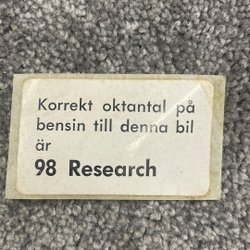 Korrekt oktantal på
bensin till denna bil
är
98 Research